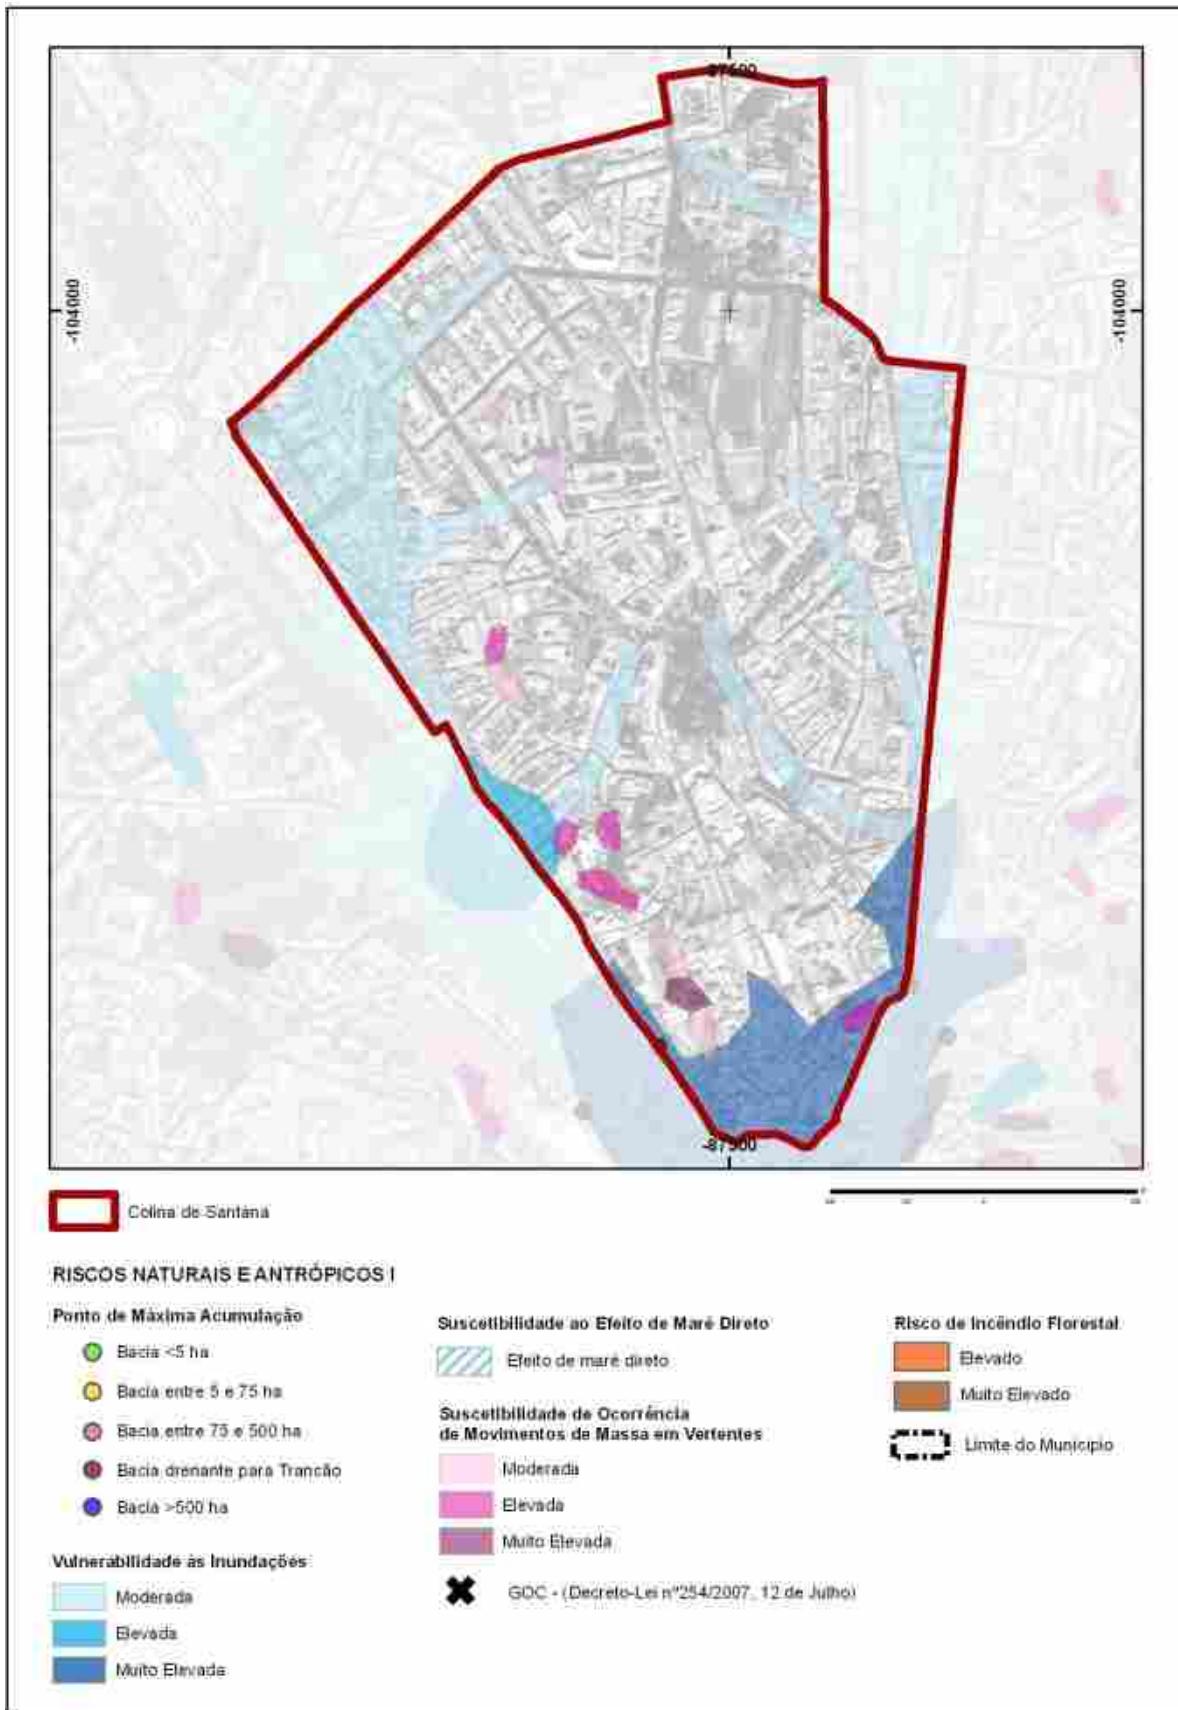 -104000
-104000
-87500
Colina de Santana
RISCOS NATURAIS E ANTRÓPICOS I
Ponto de Máxima Acumulação
Bacia <5 ha
Bacia entre 5 e 75 ha
Bacia entre 75 e 500 ha
Bacia drenante para Trancão
Bacia >500 ha
Vulnerabilidade às Inundações
Moderada
Elevada
Muito Elevada
Suscetibilidade ao Efeito de Maré Direto
Efeito de maré direto
Suscetibilidade de Ocorrência
de Movimentos de Massa em Vertentes
Moderada
Elevada
Muito Elevada
GOC - (Decreto-Lei nº254/2007, 12 de Julho)
Risco de Incêndio Florestal
Elevado
Muito Elevado
Limite do Município